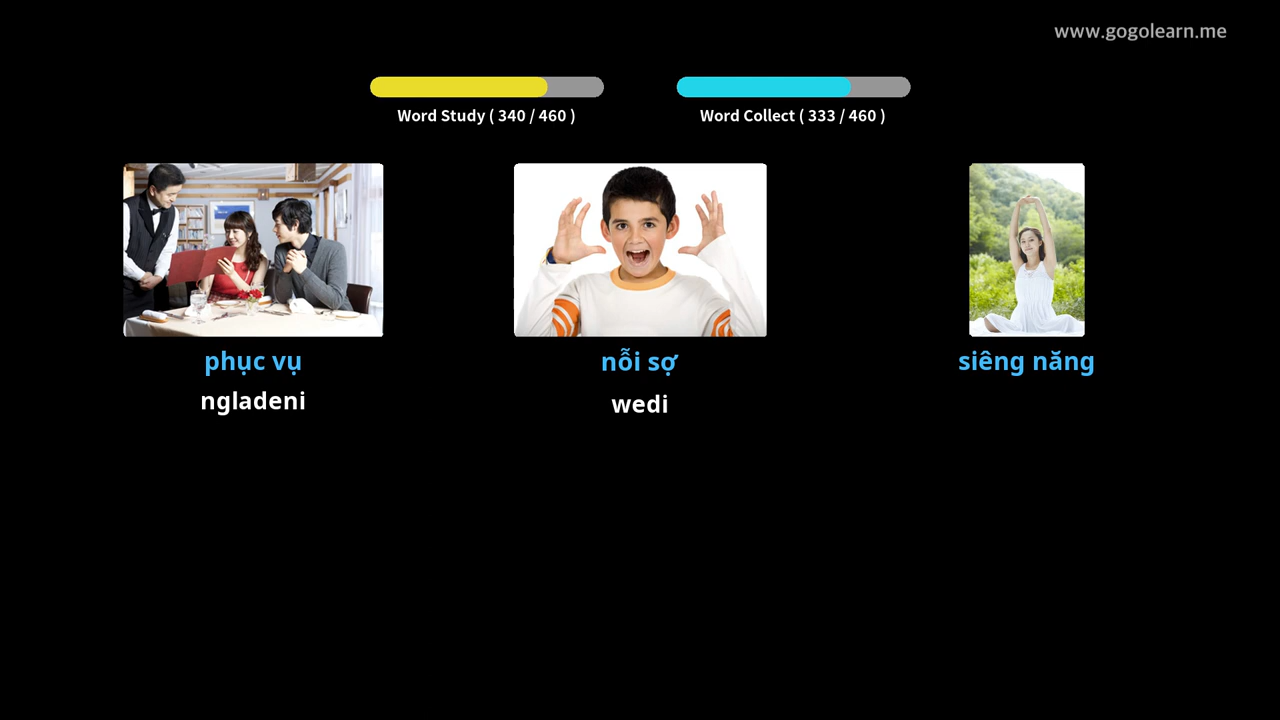 www.gogolearn.me
Word Study ( 340 / 460 )
Word Collect ( 333 / 460 )
phục vụ
nỗi sợ
siêng năng
ngladeni
wedi